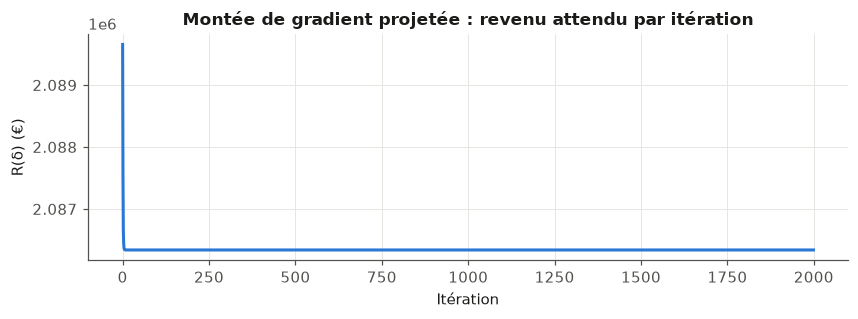 Montée de gradient projetée : revenu attendu par itération
1e6
2.089
2.088
2.087
R(δ) (€)
0 250 500 750 1000 1250 1500 1750 2000
Itération